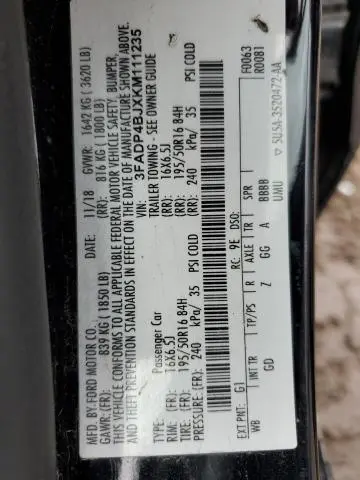 MFD. BY FORD MOTOR CO. 11/18 GVWR: 1642 KG ( 3620 LB)
GAWR:(FR): 839 KG ( 1850 LB) (RR): 816 KG ( 1800 LB)
THIS VEHICLE CONFORMS TO ALL APPLICABLE FEDERAL MOTOR VEHICLE SAFETY, BUMPER,
AND THEFT PREVENTION STANDARDS IN EFFECT ON THE DATE OF MANUFACTURE SHOWN ABOVE.
VIN: 3FADP4BJXKM111235
TYPE: Passenger Car TRAILER TOWING - SEE OWNER GUIDE
RIM: (FR) 16X6.5J (RR): 16X6.5J
TIRE:(FR) 195/50R16 84H (RR): 195/50R16 84H
PRESSURE:(FR): 240 kPa/ 35 PSI COLD (RR): 240 kPa/ 35 PSI COLD
EXT PNT: G1 RC: 9E DSO: F0063
WB INT TR TP/PS R AXLE TR SPR R0081
GD Z GG A BBBB UMU
5U5A-3520472-AA